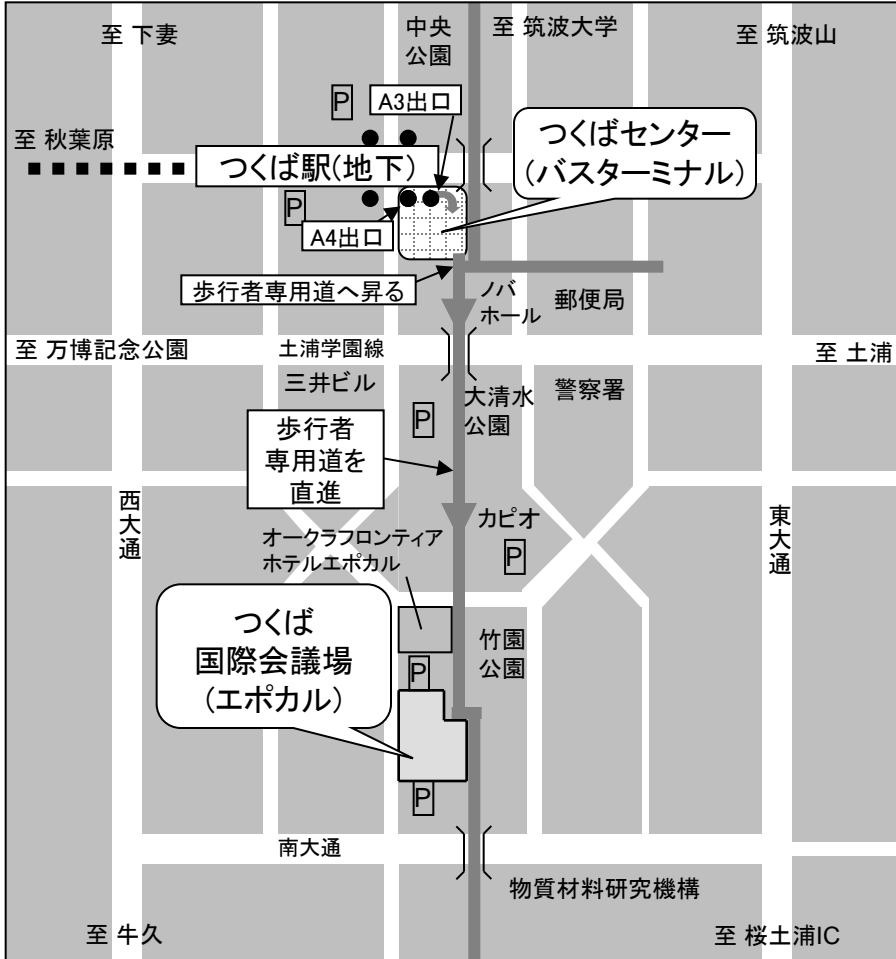 至 下妻
中央
公園
至 筑波大学
至 筑波山
P
A3出口
至 秋葉原
つくば駅(地下)
つくばセンター
(バスターミナル)
P
A4出口
歩行者専用道へ昇る
ノバ
ホール
郵便局
至 万博記念公園
土浦学園線
至 土浦
三井ビル
大清水
公園
警察署
P
歩行者
専用道を
直進
西大通
東大通
カピオ
オークラフロンティア
ホテルエポカル
P
つくば
国際会議場
(エポカル)
竹園
公園
P
P
南大通
物質材料研究機構
至 牛久
至 桜土浦IC